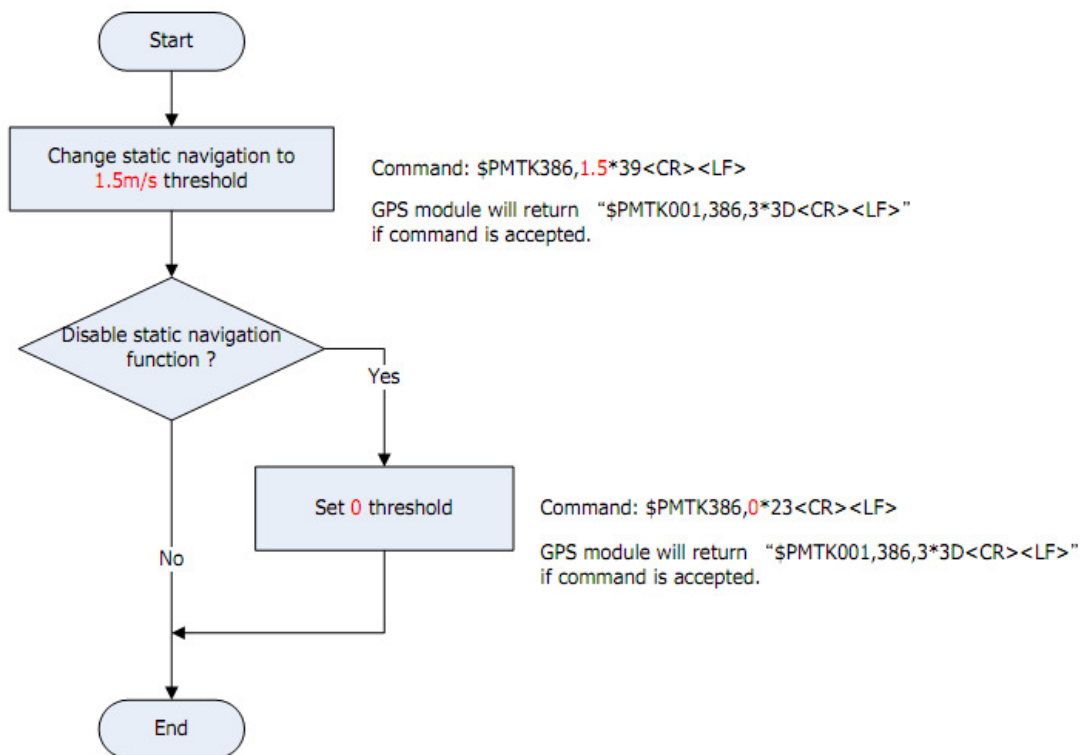 Start
Change static navigation to
1.5m/s threshold
Command: $PMTK386,1.5*39<CR><LF>
GPS module will return “$PMTK001,386,3*3D<CR><LF>”
if command is accepted.
Disable static navigation
function ?
Yes
Set 0 threshold
Command: $PMTK386,0*23<CR><LF>
GPS module will return “$PMTK001,386,3*3D<CR><LF>”
if command is accepted.
No
End